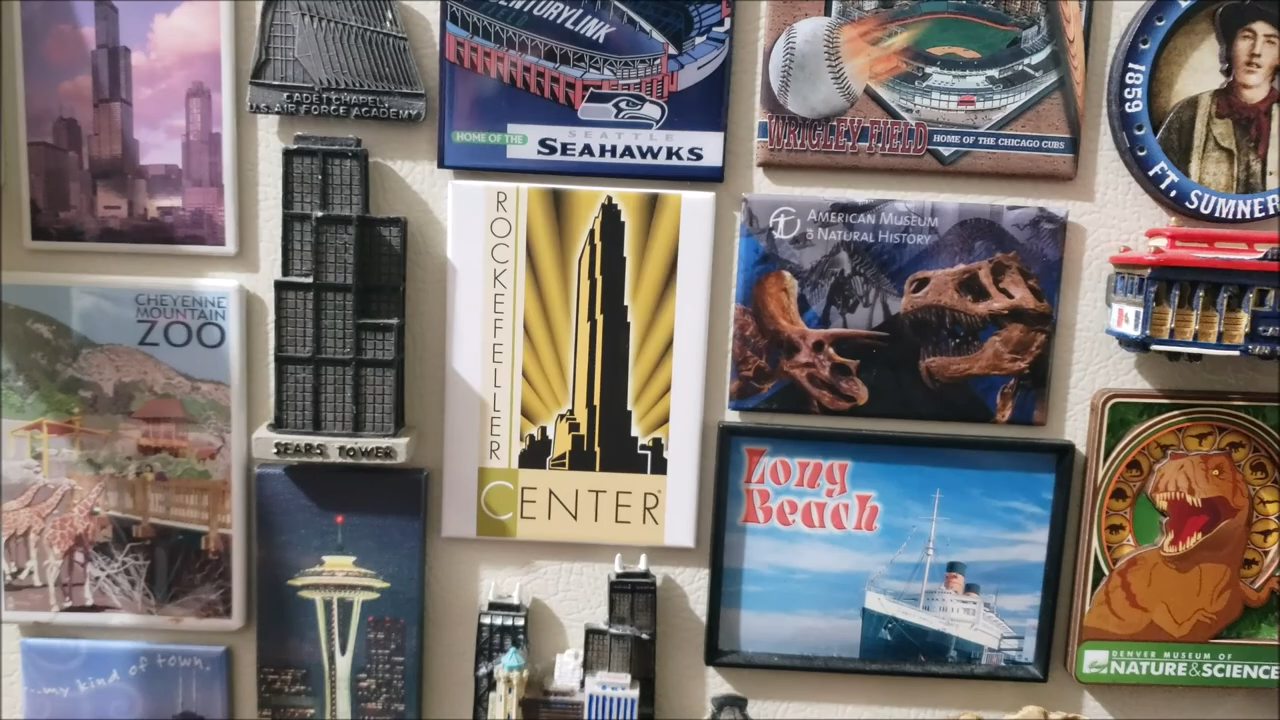 CADET CHAPEL,
U.S. AIR FORCE ACADEMY
CENTURYLINK
FIELD
HOME OF THE
SEATTLE
SEAHAWKS
WRIGLEY FIELD
HOME OF THE CHICAGO CUBS
1859
FT. SUMNER
CHEYENNE
MOUNTAIN
ZOO
SEARS TOWER
ROCKEFELLER
CENTER
AMERICAN MUSEUM
OF NATURAL HISTORY
Long
Beach
...my kind of town.
DENVER MUSEUM OF
NATURE & SCIENCE